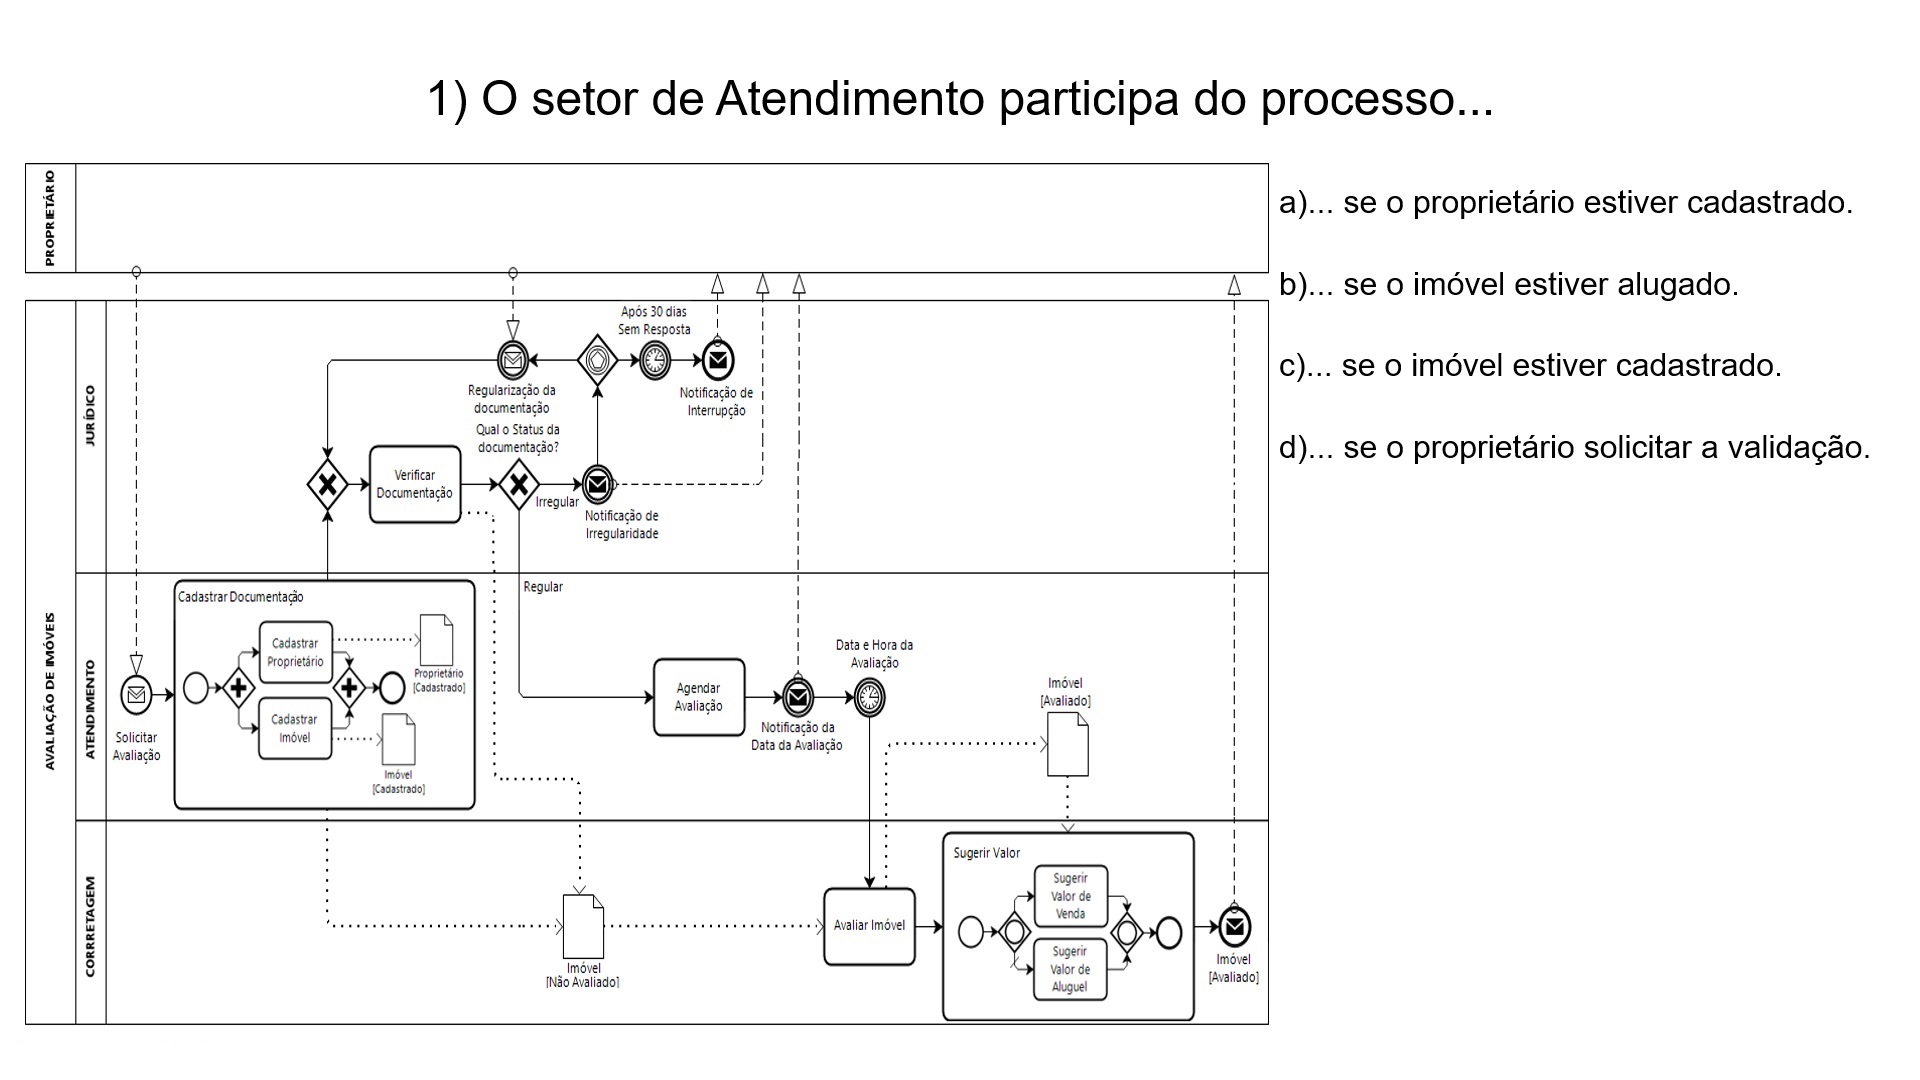 1) O setor de Atendimento participa do processo...
PROPRIETÁRIO
a)... se o proprietário estiver cadastrado.
b)... se o imóvel estiver alugado.
c)... se o imóvel estiver cadastrado.
d)... se o proprietário solicitar a validação.
AVALIAÇÃO DE IMÓVEIS
JURÍDICO
Após 30 dias
Sem Resposta
Regularização da
documentação
Notificação de
Interrupção
Qual o Status da
documentação?
Verificar
Documentação
Irregular
Notificação de
Irregularidade
ATENDIMENTO
Regular
Cadastrar Documentação
Cadastrar
Proprietário
Proprietário
[Cadastrado]
Cadastrar
Imóvel
Imóvel
[Cadastrado]
Solicitar
Avaliação
Agendar
Avaliação
Notificação da
Data da Avaliação
Data e Hora da
Avaliação
Imóvel
[Avaliado]
CORRETAGEM
Imóvel
[Não Avaliado]
Avaliar Imóvel
Sugerir Valor
Sugerir
Valor de
Venda
Sugerir
Valor de
Aluguel
Imóvel
[Avaliado]